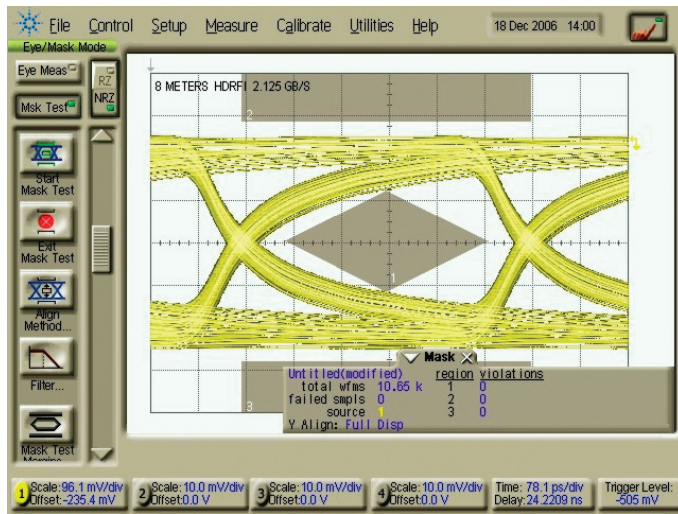 File Control Setup Measure Calibrate Utilities Help 18 Dec 2006 14:00
Eye/Mask Mode
Eye Meas
RZ
NRZ
Msk Test
Start
Mask Test
Exit
Mask Test
Align
Method...
Filter...
Mask Test
8 METERS HDRFI 2.125 GB/S
2
1
3
Mask
Untitled(modified) region violations
total wfms 10.65 k 1 0
failed smpls 0 2 0
source 1 3 0
Y Align: Full Disp
1 Scale:96.1 mV/div
Offset:-235.4 mV
2 Scale:10.0 mV/div
Offset:0.0 V
3 Scale:10.0 mV/div
Offset:0.0 V
4 Scale:10.0 mV/div
Offset:0.0 V
Time: 78.1 ps/div
Delay:24.2209 ns
Trigger Level:
-505 mV